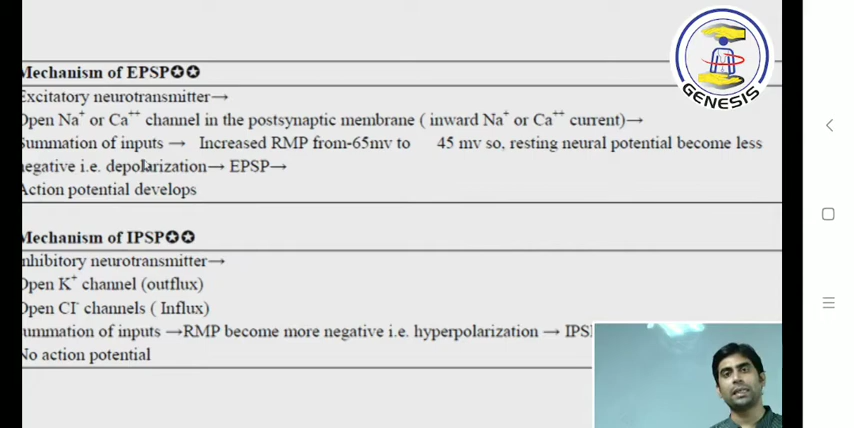 GENESIS
Mechanism of EPSP✪✪
Excitatory neurotransmitter→
Open Na⁺ or Ca⁺⁺ channel in the postsynaptic membrane ( inward Na⁺ or Ca⁺⁺ current)→
Summation of inputs → Increased RMP from-65mv to 45 mv so, resting neural potential become less
negative i.e. depolarization→ EPSP→
Action potential develops
Mechanism of IPSP✪✪
nhibitory neurotransmitter→
Open K⁺ channel (outflux)
Open Cl⁻ channels ( Influx)
ummation of inputs →RMP become more negative i.e. hyperpolarization → IPS
No action potential